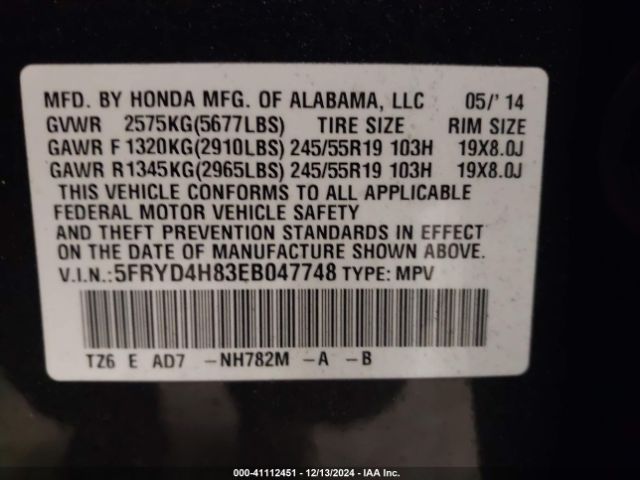 MFD. BY HONDA MFG. OF ALABAMA, LLC 05/'14
GVWR 2575KG(5677LBS) TIRE SIZE RIM SIZE
GAWR F 1320KG(2910LBS) 245/55R19 103H 19X8.0J
GAWR R 1345KG(2965LBS) 245/55R19 103H 19X8.0J
THIS VEHICLE CONFORMS TO ALL APPLICABLE
FEDERAL MOTOR VEHICLE SAFETY
AND THEFT PREVENTION STANDARDS IN EFFECT
ON THE DATE OF MANUFACTURE SHOWN ABOVE.
V.I.N.:5FRYD4H83EB047748 TYPE: MPV
TZ6 E AD7 -NH782M -A -B
000-41112451 - 12/13/2024 - IAA Inc.